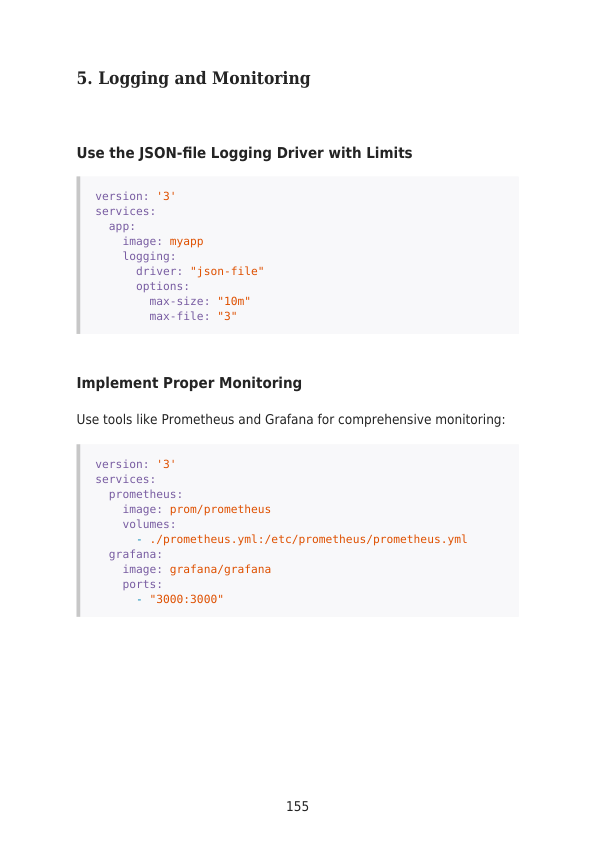 5. Logging and Monitoring
Use the JSON-file Logging Driver with Limits
version: '3'
services:
  app:
    image: myapp
    logging:
      driver: "json-file"
      options:
        max-size: "10m"
        max-file: "3"
Implement Proper Monitoring
Use tools like Prometheus and Grafana for comprehensive monitoring:
version: '3'
services:
  prometheus:
    image: prom/prometheus
    volumes:
      - ./prometheus.yml:/etc/prometheus/prometheus.yml
  grafana:
    image: grafana/grafana
    ports:
      - "3000:3000"
155